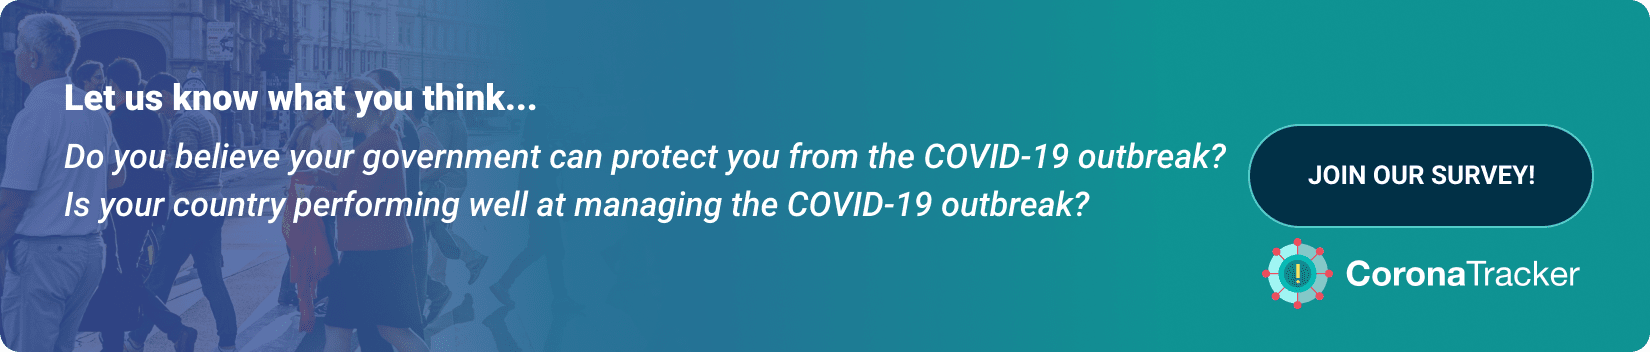 Let us know what you think...
Do you believe your government can protect you from the COVID-19 outbreak?
Is your country performing well at managing the COVID-19 outbreak?
JOIN OUR SURVEY!
CoronaTracker